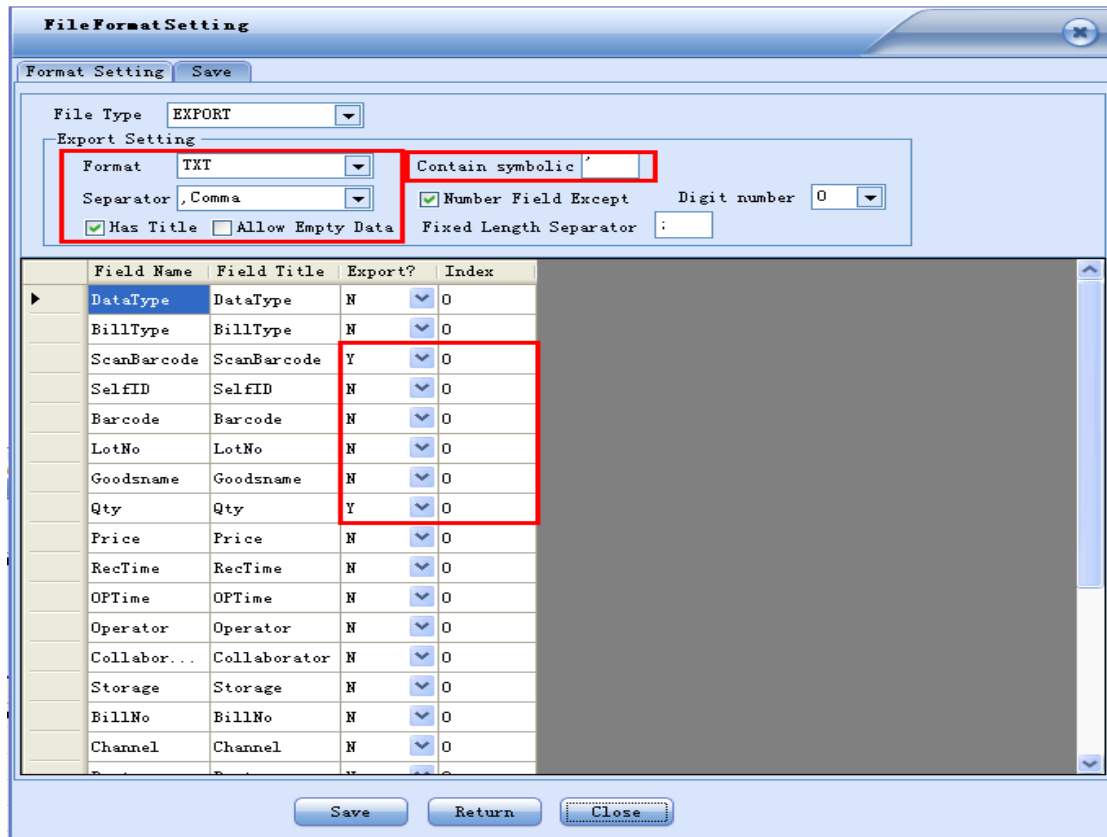 FileFormatSetting
Format Setting Save
File Type EXPORT
Export Setting
Format TXT Contain symbolic '
Separator ,Comma Number Field Except Digit number 0
Has Title Allow Empty Data Fixed Length Separator ;
Field Name Field Title Export? Index
DataType DataType N 0
BillType BillType N 0
ScanBarcode ScanBarcode Y 0
SelfID SelfID N 0
Barcode Barcode N 0
LotNo LotNo N 0
Goodsname Goodsname N 0
Qty Qty Y 0
Price Price N 0
RecTime RecTime N 0
OPTime OPTime N 0
Operator Operator N 0
Collabor... Collaborator N 0
Storage Storage N 0
BillNo BillNo N 0
Channel Channel N 0
Save Return Close